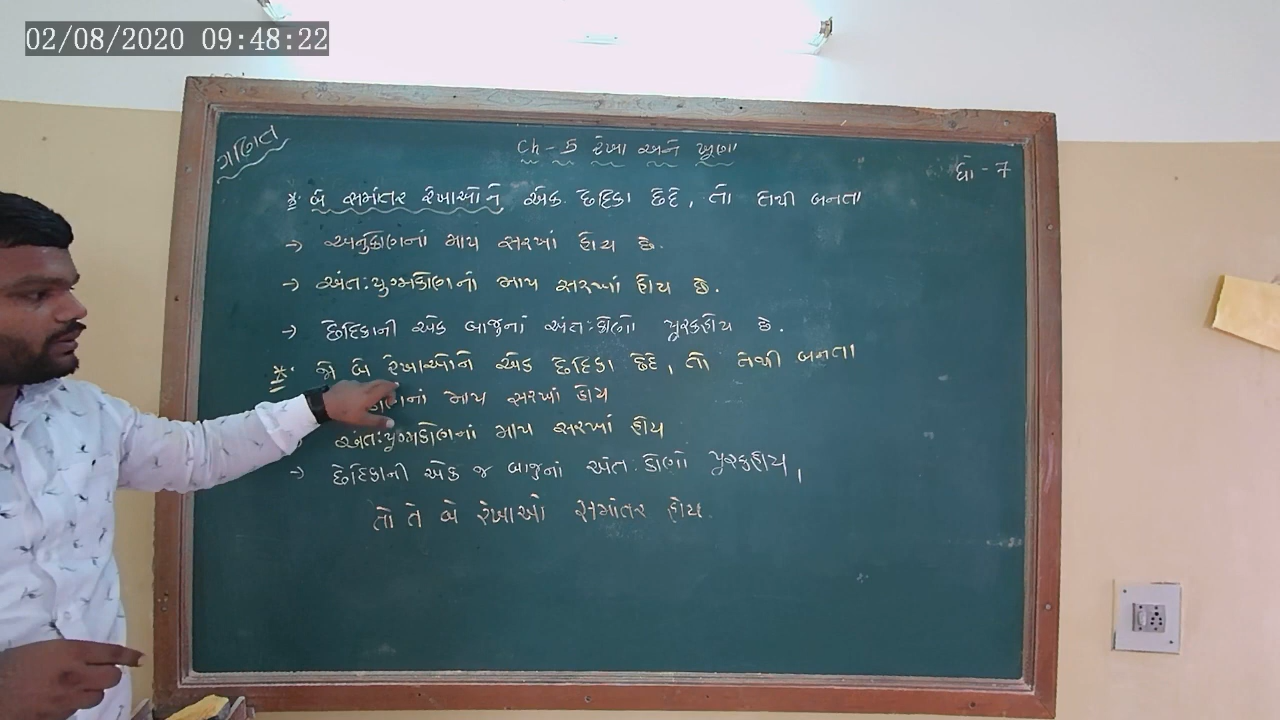 02/08/2020 09:48:22
ગણિત
Ch - 5 રેખા અને ખૂણા
ધો - 7
* બે સમાંતર રેખાઓને એક છેદિકા છેદે, તો તેથી બનતા
→ અનુકોણનાં માપ સરખાં હોય છે.
→ અંતઃયુગ્મકોણનાં માપ સરખાં હોય છે.
→ છેદિકાની એક બાજુનાં અંતઃકોણો પૂરકહોય છે.
* જો બે રેખાઓને એક છેદિકા છેદે, તો તેથી બનતા
માપ સરખાં હોય
અંતઃયુગ્મકોણનાં માપ સરખાં હોય
→ છેદિકાની એક જ બાજુનાં અંતઃકોણો પૂરકહોય,
તો તે બે રેખાઓ સમાંતર હોય.